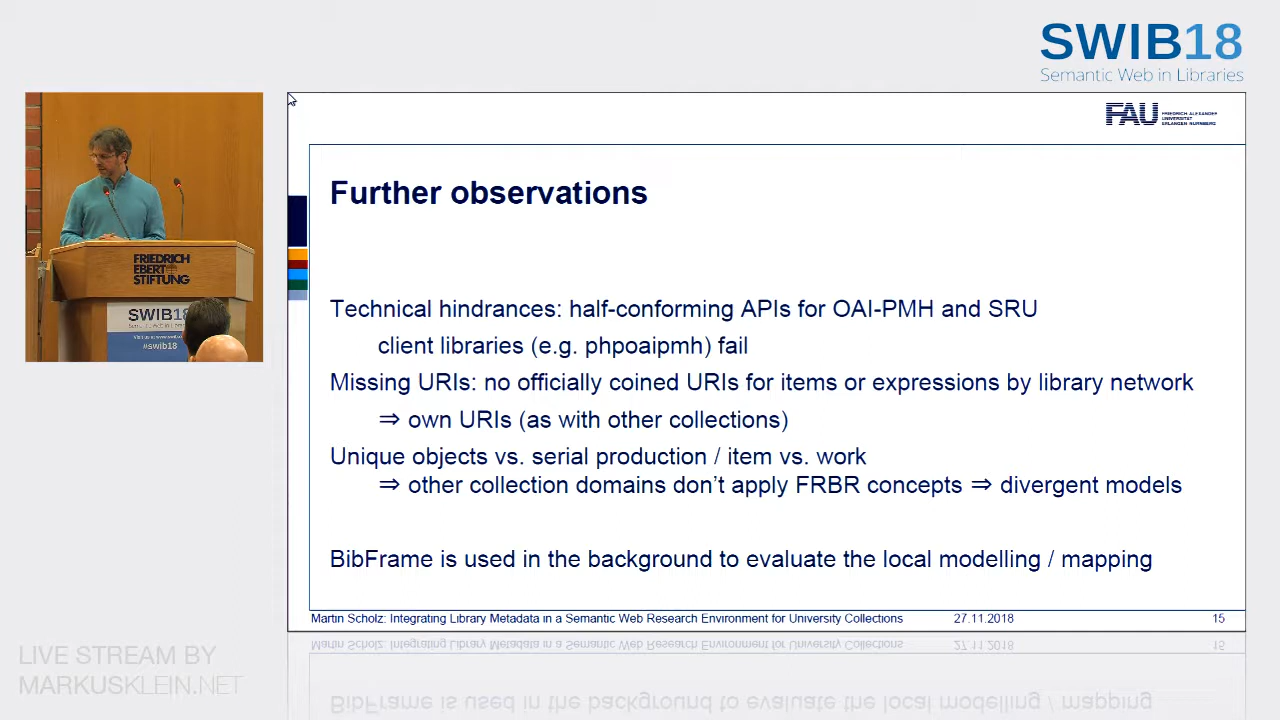 SWIB18
Semantic Web in Libraries
FAU FRIEDRICH-ALEXANDER
UNIVERSITÄT
ERLANGEN-NÜRNBERG
Further observations
Technical hindrances: half-conforming APIs for OAI-PMH and SRU
client libraries (e.g. phpoaipmh) fail
Missing URIs: no officially coined URIs for items or expressions by library network
⇒ own URIs (as with other collections)
Unique objects vs. serial production / item vs. work
⇒ other collection domains don't apply FRBR concepts ⇒ divergent models
BibFrame is used in the background to evaluate the local modelling / mapping
Martin Scholz: Integrating Library Metadata in a Semantic Web Research Environment for University Collections 27.11.2018 15
FRIEDRICH
EBERT
STIFTUNG
SWIB18
#swib18
LIVE STREAM BY
MARKUSKLEIN.NET